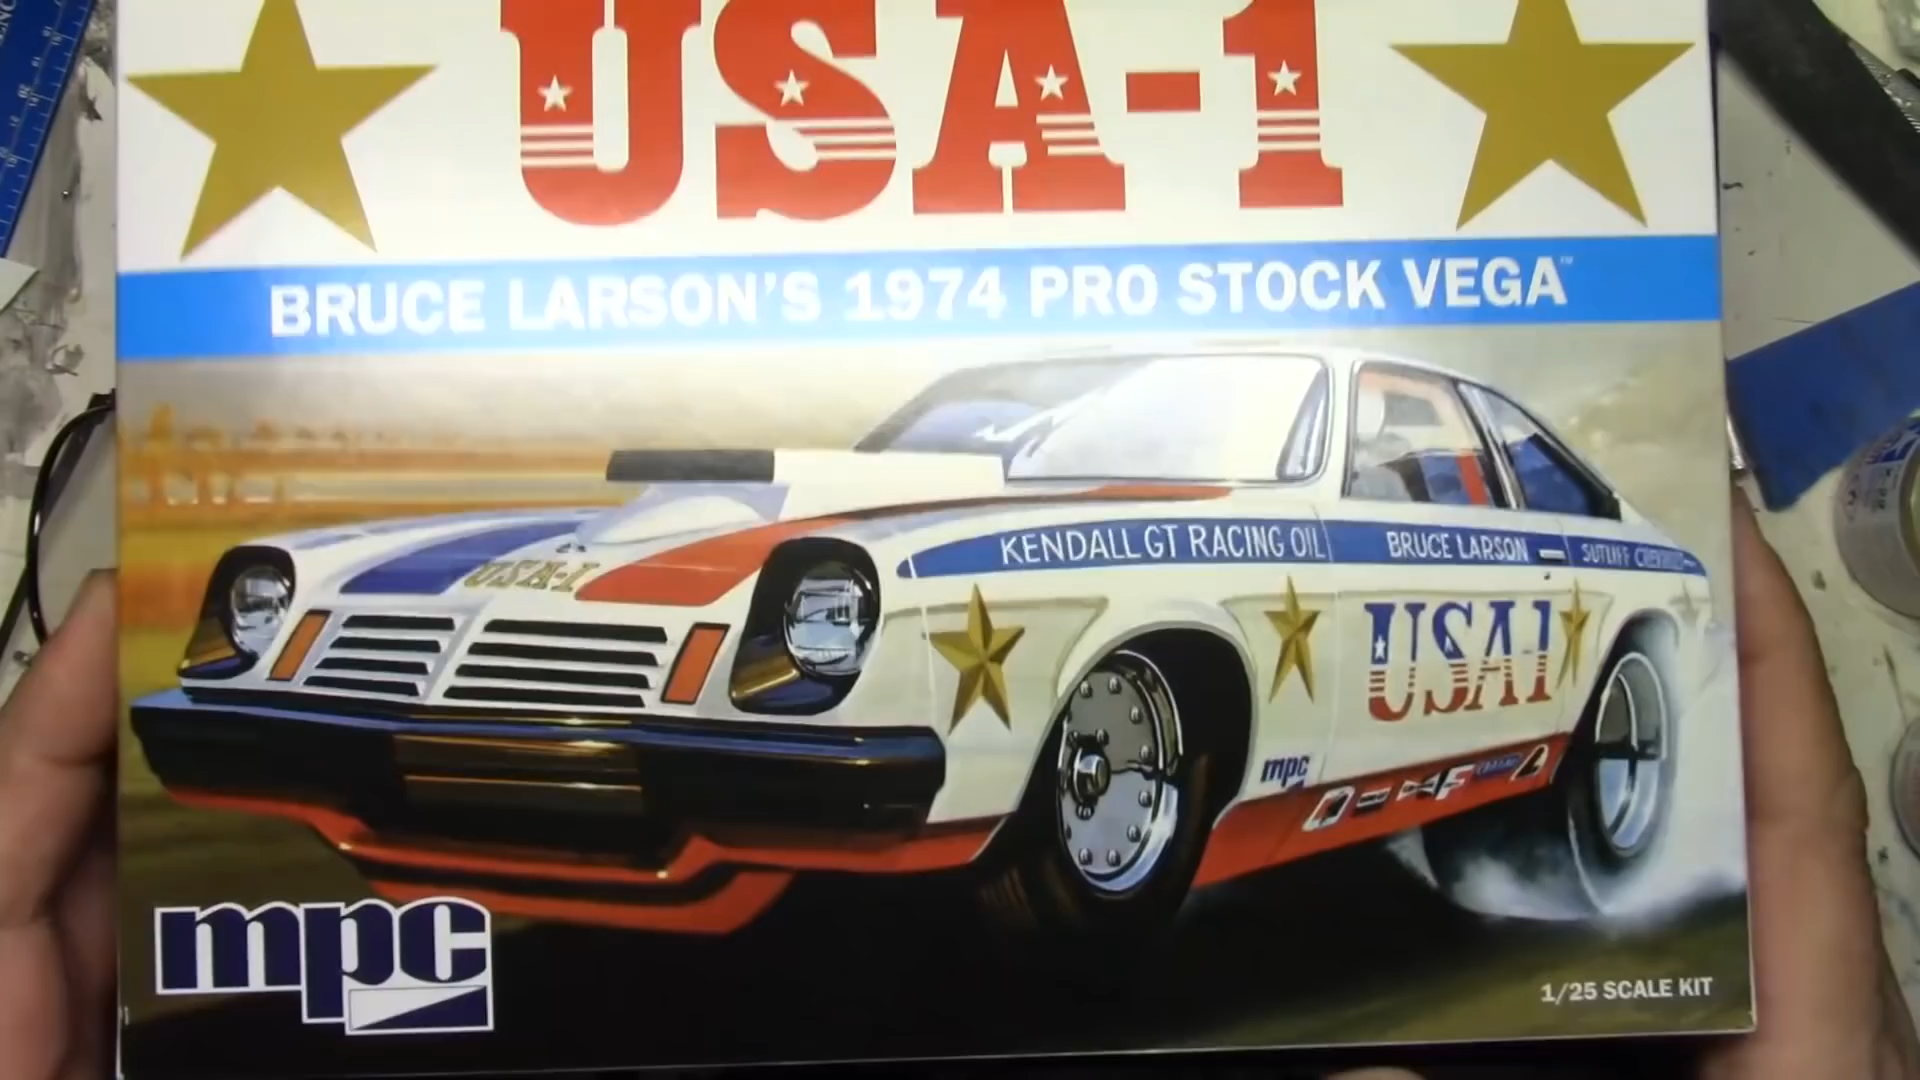 USA-1
BRUCE LARSON'S 1974 PRO STOCK VEGA™
KENDALL GT RACING OIL
BRUCE LARSON
USA-1
USA-1
mpc
mpc
1/25 SCALE KIT